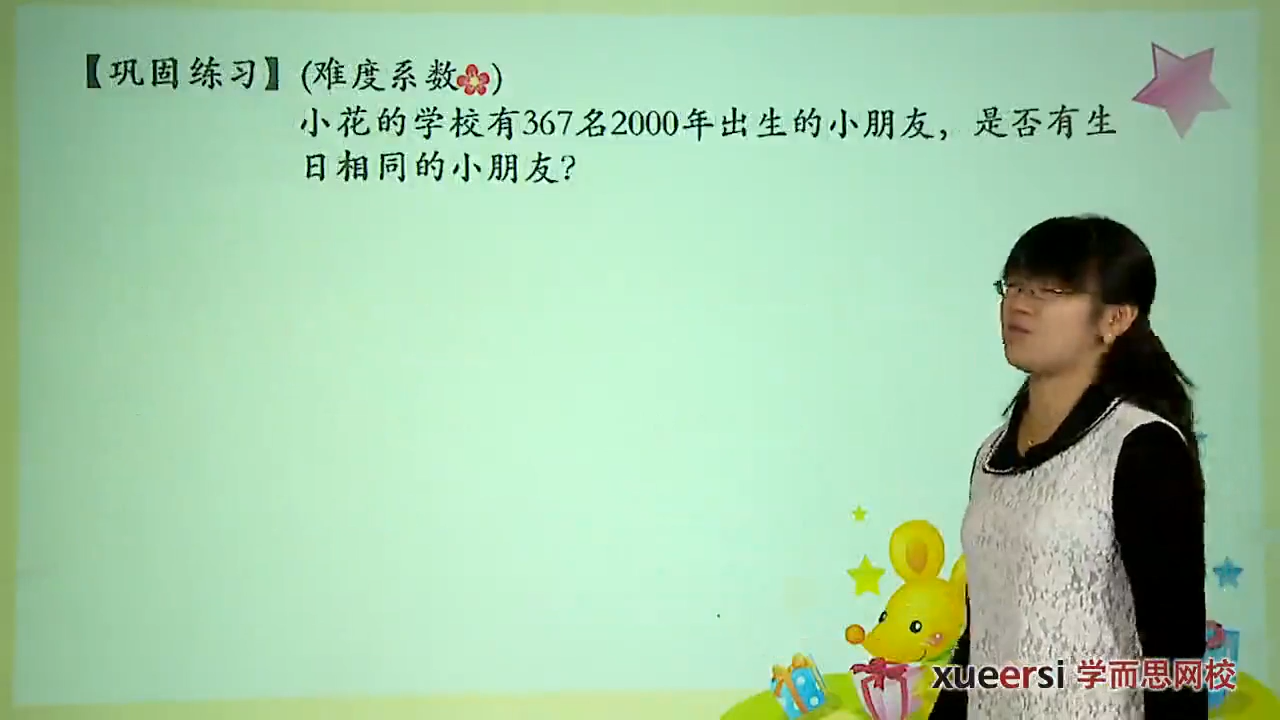 【巩固练习】(难度系数)
小花的学校有367名2000年出生的小朋友，是否有生
日相同的小朋友?
xueersi 学而思网校